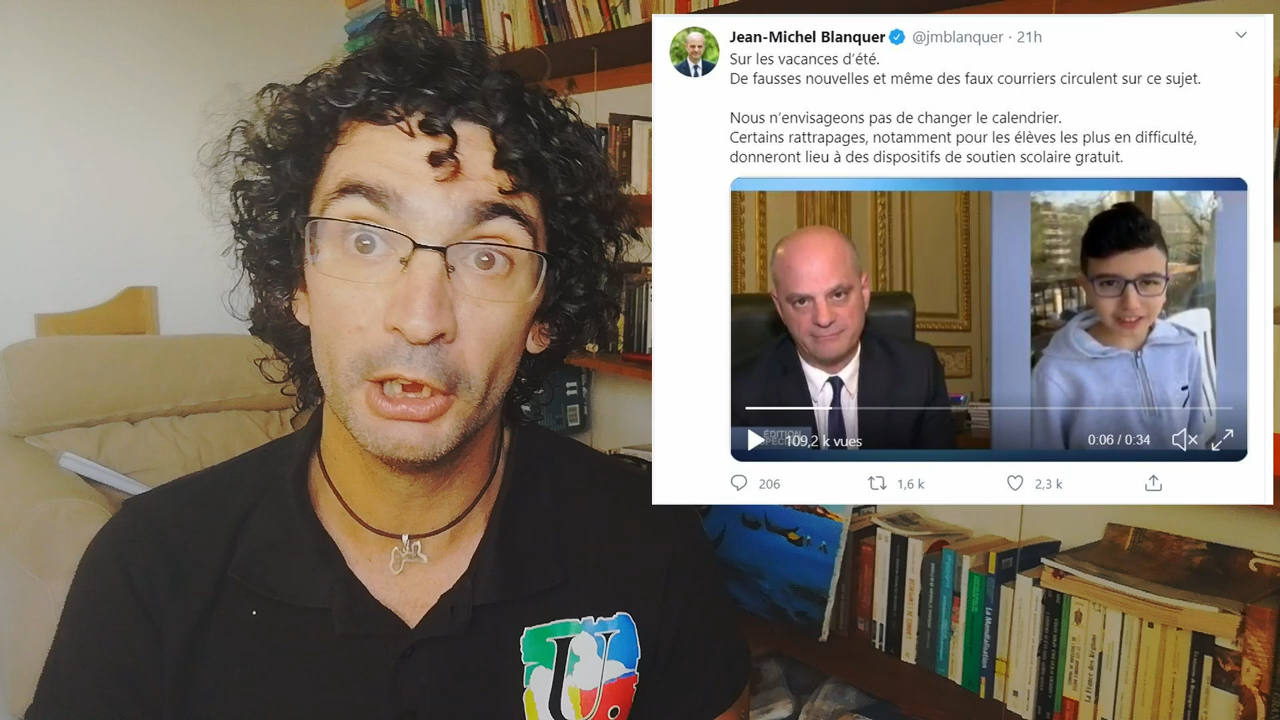 Jean-Michel Blanquer @jmblanquer · 21h
Sur les vacances d'été.
De fausses nouvelles et même des faux courriers circulent sur ce sujet.
Nous n'envisageons pas de changer le calendrier.
Certains rattrapages, notamment pour les élèves les plus en difficulté,
donneront lieu à des dispositifs de soutien scolaire gratuit.
ÉDITION
109,2 k vues
0:06 / 0:34
206
1,6 k
2,3 k
U
La Mondialisation